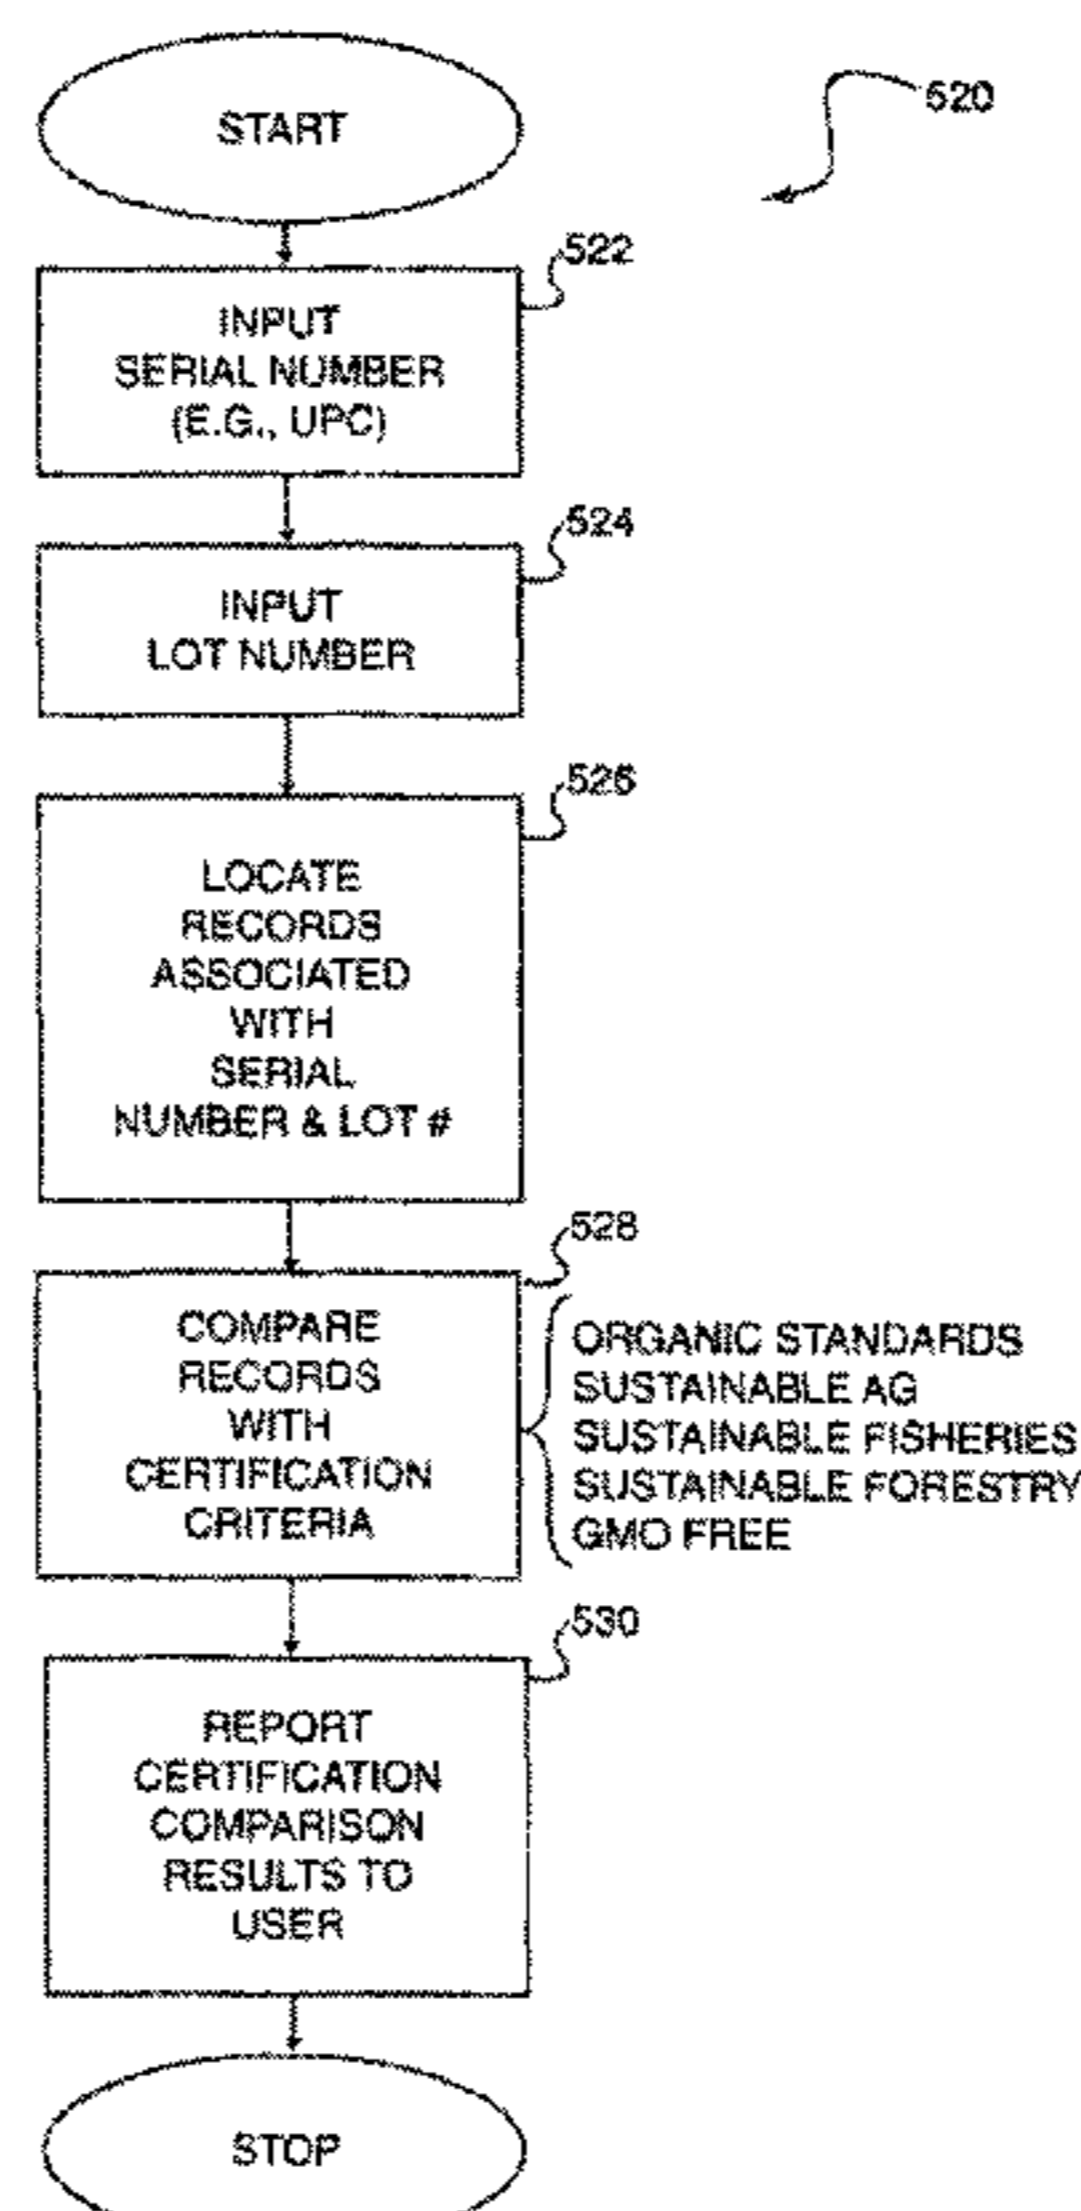 START
520
522
INPUT
SERIAL NUMBER
(E.G., UPC)
524
INPUT
LOT NUMBER
526
LOCATE
RECORDS
ASSOCIATED
WITH
SERIAL
NUMBER & LOT #
528
COMPARE
RECORDS
WITH
CERTIFICATION
CRITERIA
ORGANIC STANDARDS
SUSTAINABLE AG
SUSTAINABLE FISHERIES
SUSTAINABLE FORESTRY
GMO FREE
530
REPORT
CERTIFICATION
COMPARISON
RESULTS TO
USER
STOP